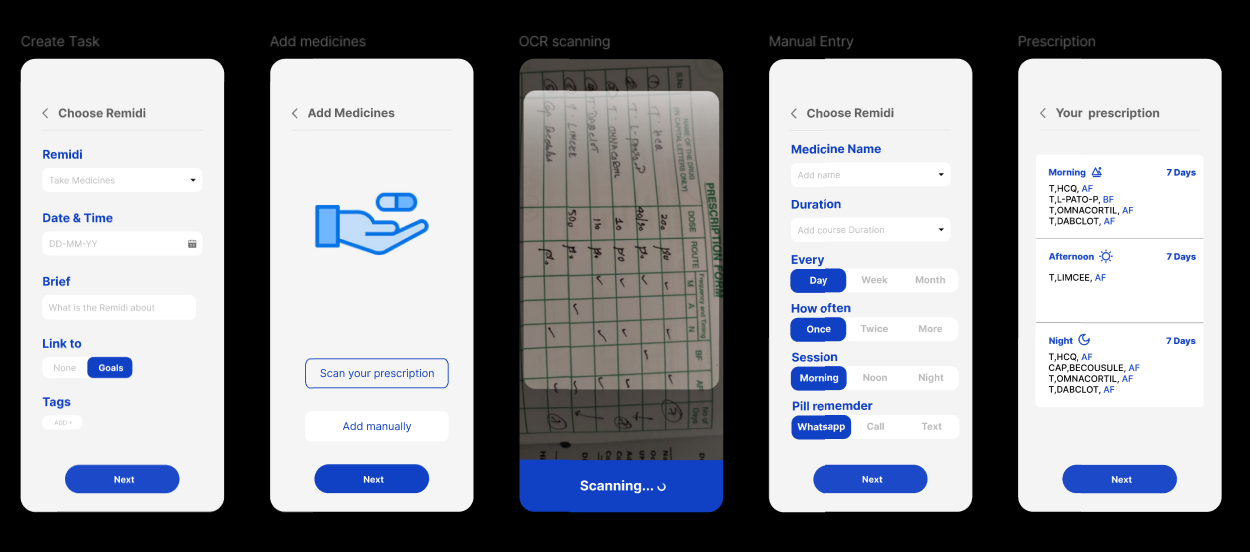 Create Task
Choose Remidi
Remidi
Take Medicines
Date & Time
DD-MM-YY
Brief
What is the Remidi about
Link to
None Goals
Tags
ADD +
Next
Add medicines
Add Medicines
Scan your prescription
Add manually
Next
OCR scanning
PRESCRIPTION FORM
S.No
NAME OF THE DRUG
(IN CAPITAL LETTERS ONLY)
DOSE
ROUTE
Frequency and Timing
M A N BF AF
No of
Days
T. HCQ
T. LIMCEE
Scanning...
Manual Entry
Choose Remidi
Medicine Name
Add name
Duration
Add course Duration
Every
Day Week Month
How often
Once Twice More
Session
Morning Noon Night
Pill rememder
Whatsapp Call Text
Next
Prescription
Your prescription
Morning 7 Days
T,HCQ, AF
T,L-PATO-P, BF
T,OMNACORTIL, AF
T,DABCLOT, AF
Afternoon 7 Days
T,LIMCEE, AF
Night 7 Days
T,HCQ, AF
CAP,BECOUSULE, AF
T,OMNACORTIL, AF
T,DABCLOT, AF
Next